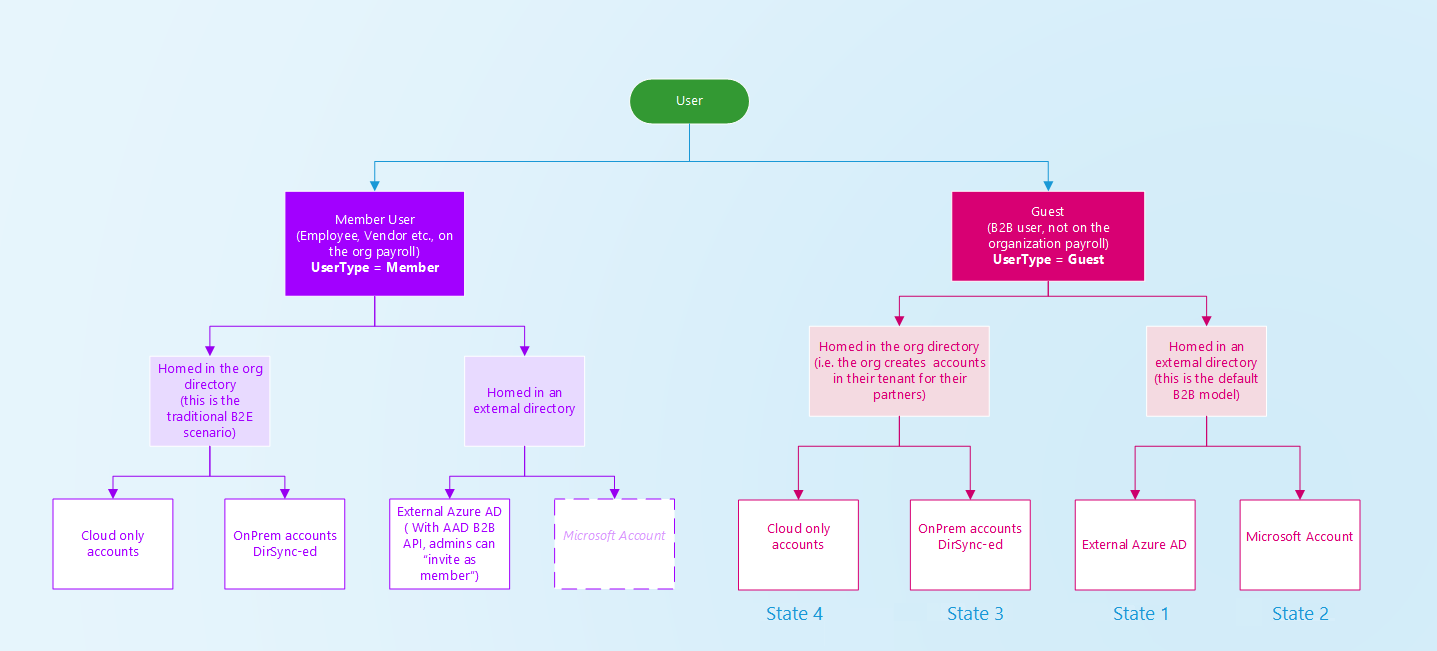 User
Member User
(Employee, Vendor etc., on
the org payroll)
UserType = Member
Guest
(B2B user, not on the
organization payroll)
UserType = Guest
Homed in the org
directory
(this is the
traditional B2E
scenario)
Homed in an
external directory
Homed in the org directory
(i.e. the org creates accounts
in their tenant for their
partners)
Homed in an
external directory
(this is the default
B2B model)
Cloud only
accounts
OnPrem accounts
DirSync-ed
External Azure AD
( With AAD B2B
API, admins can
"invite as
member")
Microsoft Account
Cloud only
accounts
OnPrem accounts
DirSync-ed
External Azure AD
Microsoft Account
State 4
State 3
State 1
State 2